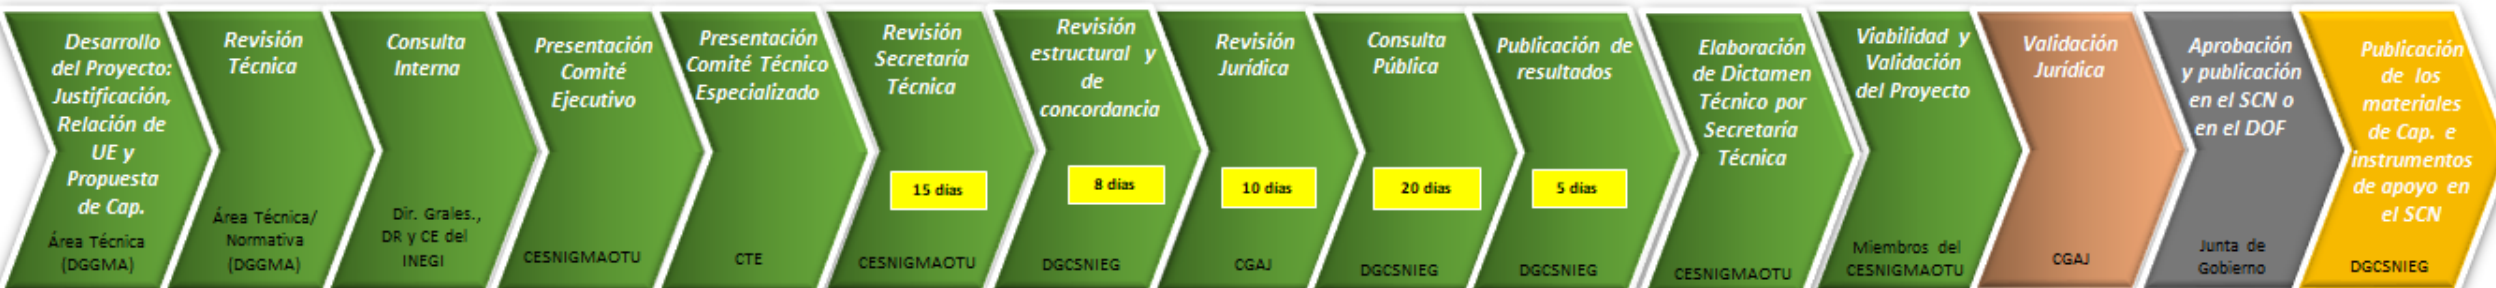 Desarrollo
del Proyecto:
Justificación,
Relación de
UE y
Propuesta
de Cap.
Área Técnica
(DGGMA)
Revisión
Técnica
Área Técnica/
Normativa
(DGGMA)
Consulta
Interna
Dir. Grales.,
DR y CE del
INEGI
Presentación
Comité
Ejecutivo
CESNIGMAOTU
Presentación
Comité Técnico
Especializado
CTE
Revisión
Secretaría
Técnica
15 días
CESNIGMAOTU
Revisión
estructural y
de
concordancia
8 días
DGCSNIEG
Revisión
Jurídica
10 días
CGAJ
Consulta
Pública
20 días
DGCSNIEG
Publicación de
resultados
5 días
DGCSNIEG
Elaboración
de Dictamen
Técnico por
Secretaría
Técnica
CESNIGMAOTU
Viabilidad y
Validación
del Proyecto
Miembros del
CESNIGMAOTU
Validación
Jurídica
CGAJ
Aprobación
y publicación
en el SCN o
en el DOF
Junta de
Gobierno
Publicación
de los
materiales
de Cap. e
instrumentos
de apoyo en
el SCN
DGCSNIEG